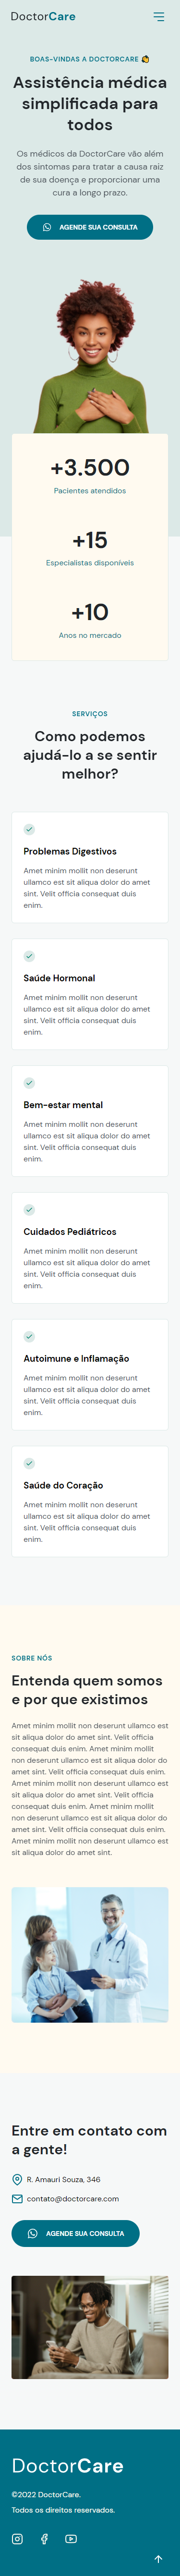 DoctorCare
BOAS-VINDAS A DOCTORCARE 👋
Assistência médica
simplificada para
todos
Os médicos da DoctorCare vão além
dos sintomas para tratar a causa raiz
de sua doença e proporcionar uma
cura a longo prazo.
AGENDE SUA CONSULTA
+3.500
Pacientes atendidos
+15
Especialistas disponíveis
+10
Anos no mercado
SERVIÇOS
Como podemos
ajudá-lo a se sentir
melhor?
Problemas Digestivos
Amet minim mollit non deserunt
ullamco est sit aliqua dolor do amet
sint. Velit officia consequat duis
enim.
Saúde Hormonal
Amet minim mollit non deserunt
ullamco est sit aliqua dolor do amet
sint. Velit officia consequat duis
enim.
Bem-estar mental
Amet minim mollit non deserunt
ullamco est sit aliqua dolor do amet
sint. Velit officia consequat duis
enim.
Cuidados Pediátricos
Amet minim mollit non deserunt
ullamco est sit aliqua dolor do amet
sint. Velit officia consequat duis
enim.
Autoimune e Inflamação
Amet minim mollit non deserunt
ullamco est sit aliqua dolor do amet
sint. Velit officia consequat duis
enim.
Saúde do Coração
Amet minim mollit non deserunt
ullamco est sit aliqua dolor do amet
sint. Velit officia consequat duis
enim.
SOBRE NÓS
Entenda quem somos
e por que existimos
Amet minim mollit non deserunt ullamco est
sit aliqua dolor do amet sint. Velit officia
consequat duis enim. Amet minim mollit
non deserunt ullamco est sit aliqua dolor do
amet sint. Velit officia consequat duis enim.
Amet minim mollit non deserunt ullamco est
sit aliqua dolor do amet sint. Velit officia
consequat duis enim. Amet minim mollit
non deserunt ullamco est sit aliqua dolor do
amet sint. Velit officia consequat duis enim.
Amet minim mollit non deserunt ullamco est
sit aliqua dolor do amet sint.
Entre em contato com
a gente!
R. Amauri Souza, 346
contato@doctorcare.com
AGENDE SUA CONSULTA
DoctorCare
©2022 DoctorCare.
Todos os direitos reservados.